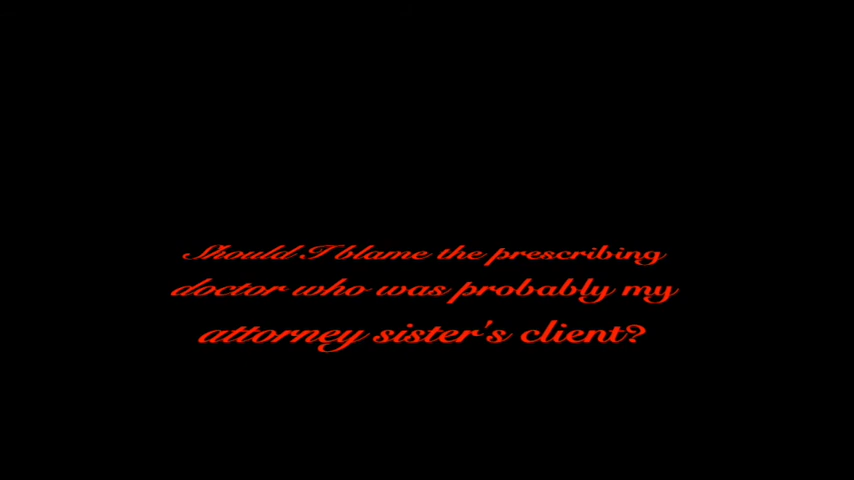 Should I blame the prescribing
doctor who was probably my
attorney sister's client?